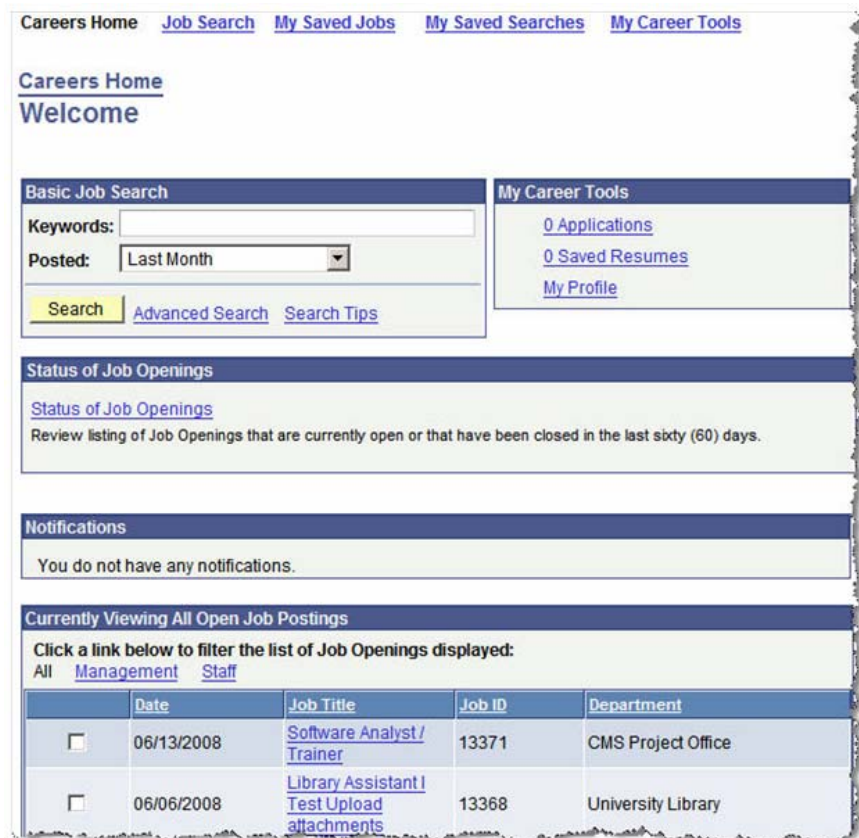 Careers Home Job Search My Saved Jobs My Saved Searches My Career Tools
Careers Home
Welcome
Basic Job Search
Keywords:
Posted: Last Month
Search Advanced Search Search Tips
My Career Tools
0 Applications
0 Saved Resumes
My Profile
Status of Job Openings
Status of Job Openings
Review listing of Job Openings that are currently open or that have been closed in the last sixty (60) days.
Notifications
You do not have any notifications.
Currently Viewing All Open Job Postings
Click a link below to filter the list of Job Openings displayed:
All Management Staff
Date Job Title Job ID Department
06/13/2008 Software Analyst / Trainer 13371 CMS Project Office
06/06/2008 Library Assistant I Test Upload attachments 13368 University Library